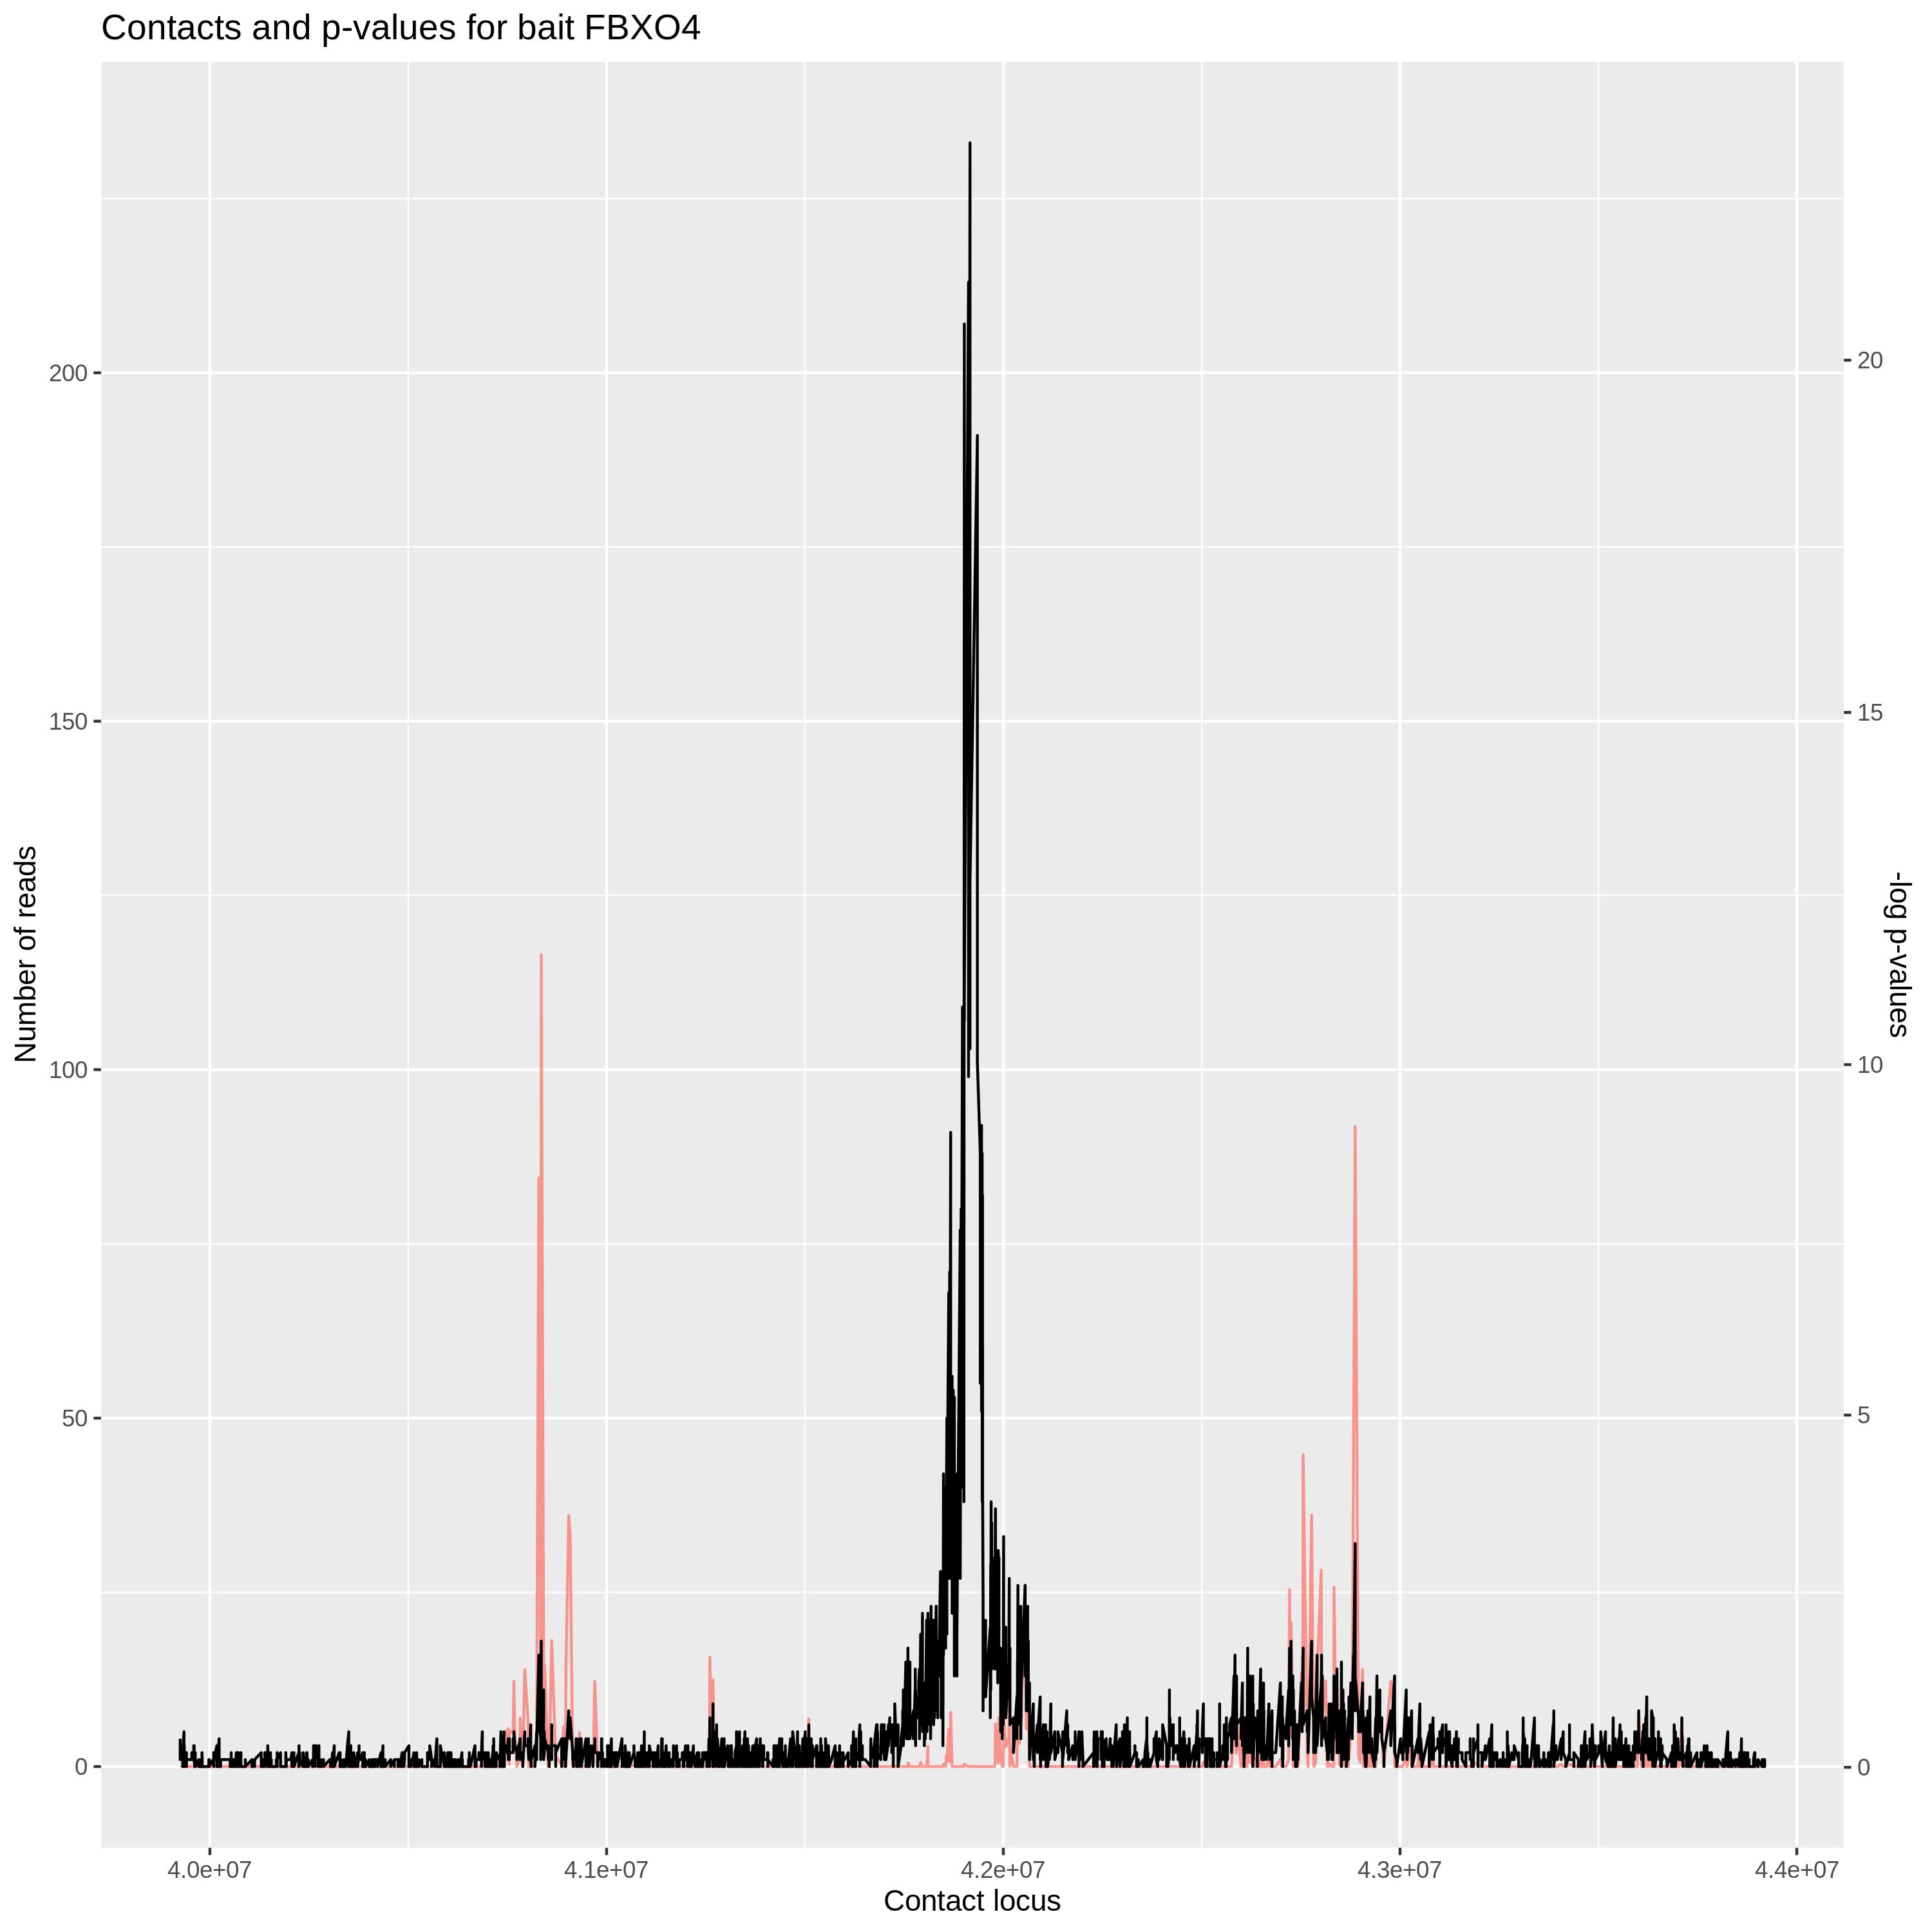 Contacts and p-values for bait FBXO4
Number of reads
200
150
100
50
0
20
15
10
5
0
-log p-values
4.0e+07
4.1e+07
4.2e+07
4.3e+07
4.4e+07
Contact locus